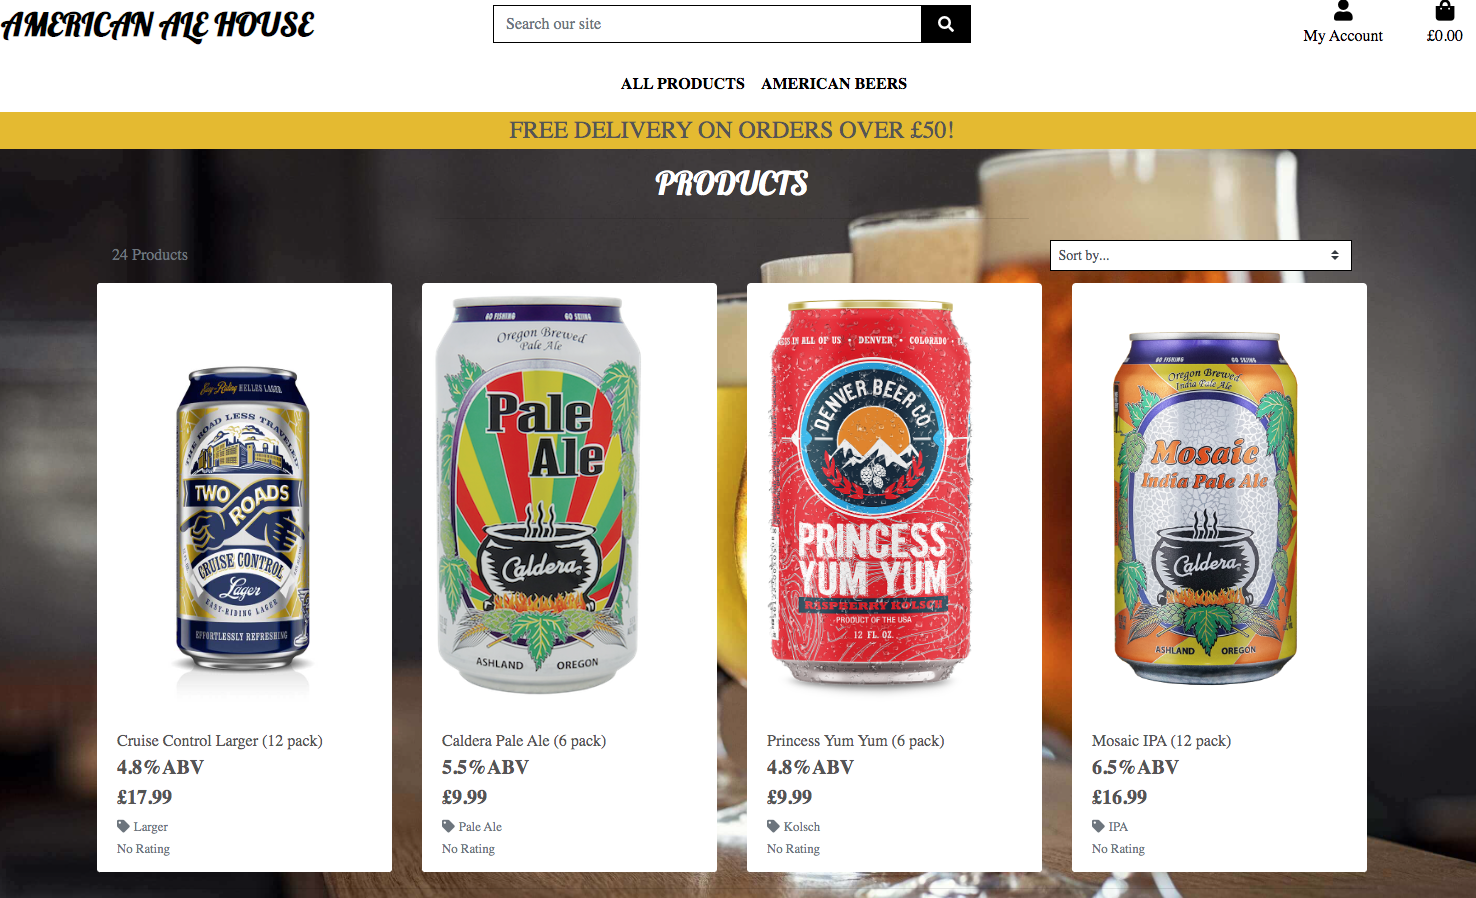 AMERICAN ALE HOUSE
Search our site
My Account
£0.00
ALL PRODUCTS AMERICAN BEERS
FREE DELIVERY ON ORDERS OVER £50!
PRODUCTS
24 Products
Sort by...
Easy-Riding HELLES LAGER
THE ROAD LESS TRAVELED
TWO ROADS
CRUISE CONTROL
Lager
EASY-RIDING LAGER
EFFORTLESSLY REFRESHING
GO FISHING GO SKIING
Oregon Brewed
Pale Ale
Pale
Ale
Caldera
ASHLAND OREGON
IN ALL OF US • DENVER • COLORADO •
DENVER BEER CO
PRINCESS
YUM YUM
RASPBERRY KOLSCH
PRODUCT OF THE USA
12 FL. OZ.
GO FISHING GO SKIING
Oregon Brewed
India Pale Ale
Mosaic
India Pale Ale
Caldera
ASHLAND OREGON
Cruise Control Larger (12 pack)
4.8% ABV
£17.99
Larger
No Rating
Caldera Pale Ale (6 pack)
5.5% ABV
£9.99
Pale Ale
No Rating
Princess Yum Yum (6 pack)
4.8% ABV
£9.99
Kolsch
No Rating
Mosaic IPA (12 pack)
6.5% ABV
£16.99
IPA
No Rating